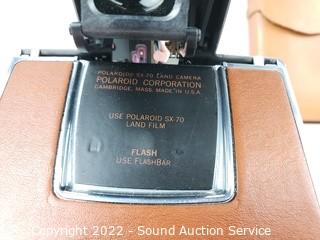 POLAROID SX-70 LAND CAMERA
POLAROID CORPORATION
CAMBRIDGE, MASS. MADE IN U.S.A.
USE POLAROID SX-70
LAND FILM
FLASH
USE FLASHBAR
Copyright 2022 - Sound Auction Service